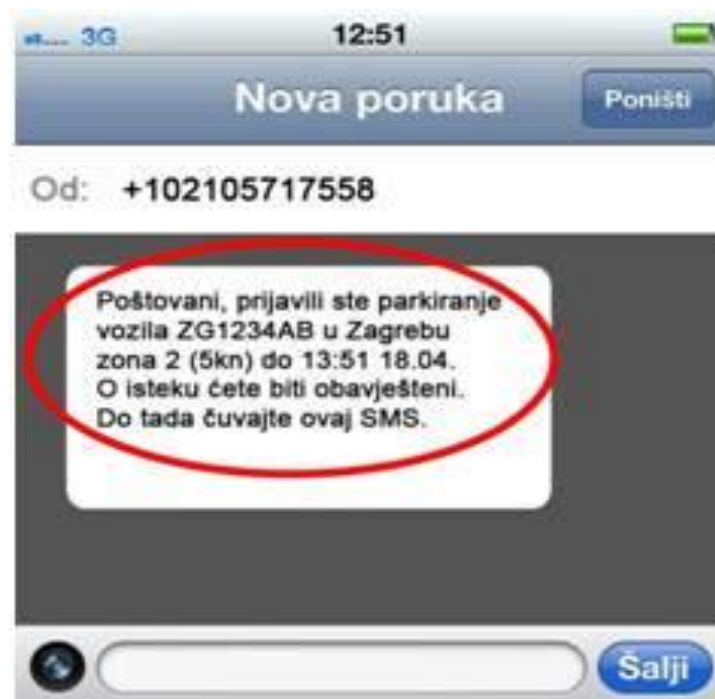 3G 12:51
Nova poruka Poništi
Od: +102105717558
Poštovani, prijavili ste parkiranje
vozila ZG1234AB u Zagrebu
zona 2 (5kn) do 13:51 18.04.
O isteku ćete biti obavješteni.
Do tada čuvajte ovaj SMS.
Šalji